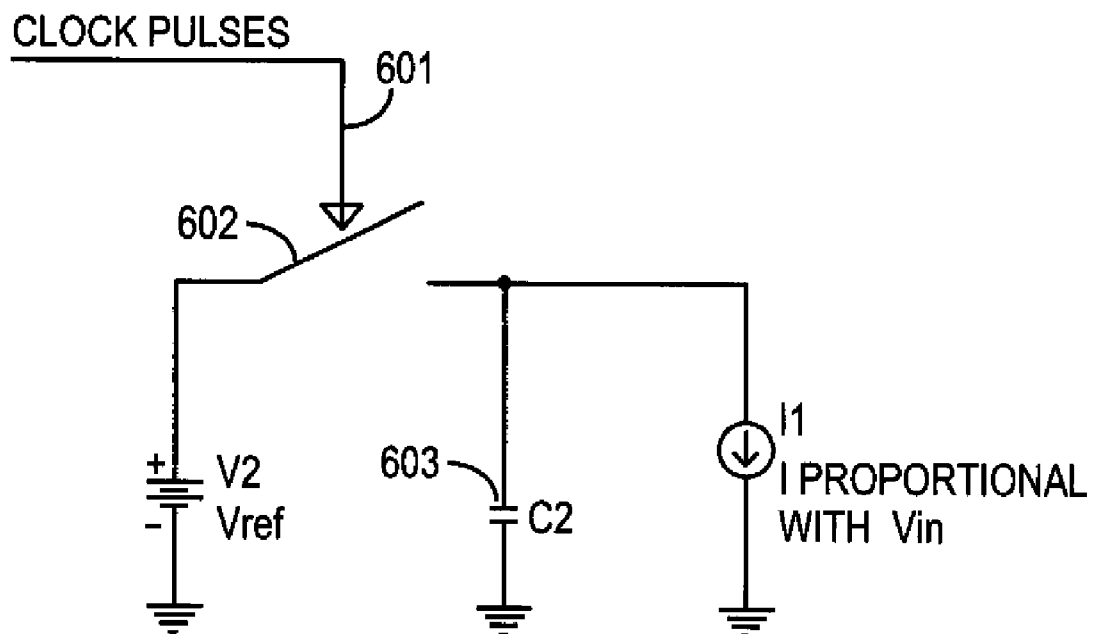 CLOCK PULSES
601
602
+
V2
Vref
−
603
C2
I1
I PROPORTIONAL
WITH Vin